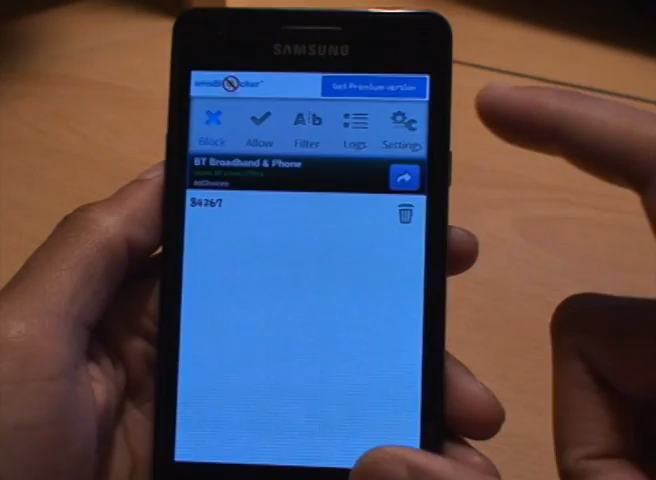 SAMSUNG
Get Premium version
Block Allow Filter Logs Settings
A b
BT Broadband & Phone
AdChoices
84267